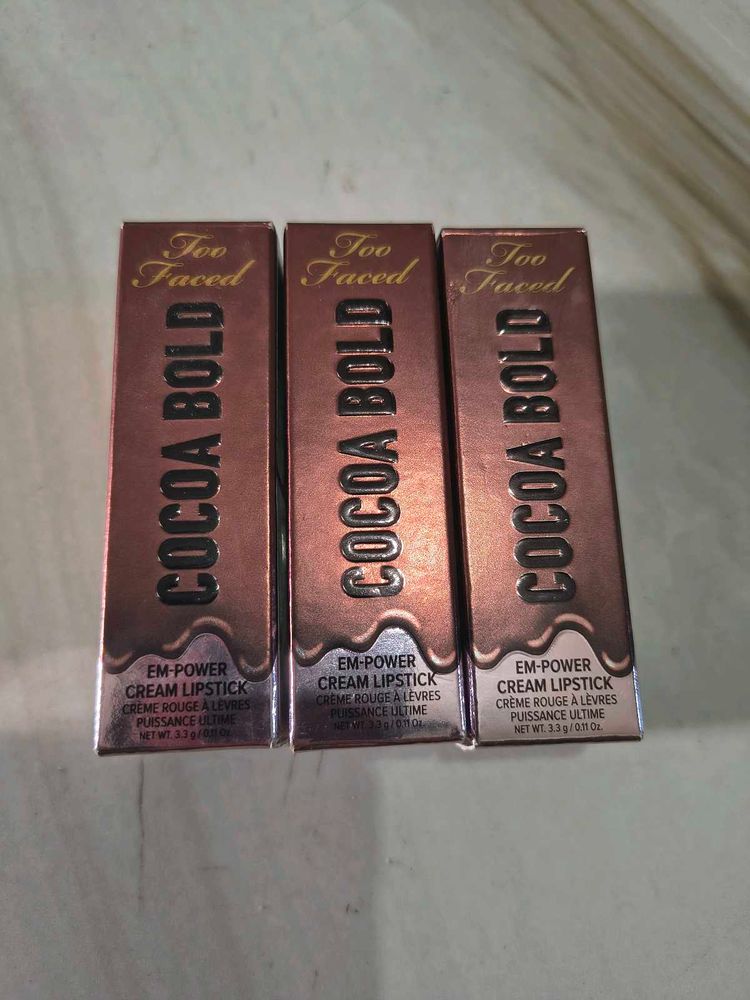 Too
Faced
COCOA BOLD
EM-POWER
CREAM LIPSTICK
CRÈME ROUGE À LÈVRES
PUISSANCE ULTIME
NET WT. 3.3 g / 0.11 Oz.
Too
Faced
COCOA BOLD
EM-POWER
CREAM LIPSTICK
CRÈME ROUGE À LÈVRES
PUISSANCE ULTIME
NET WT. 3.3 g / 0.11 Oz.
Too
Faced
COCOA BOLD
EM-POWER
CREAM LIPSTICK
CRÈME ROUGE À LÈVRES
PUISSANCE ULTIME
NET WT. 3.3 g / 0.11 Oz.